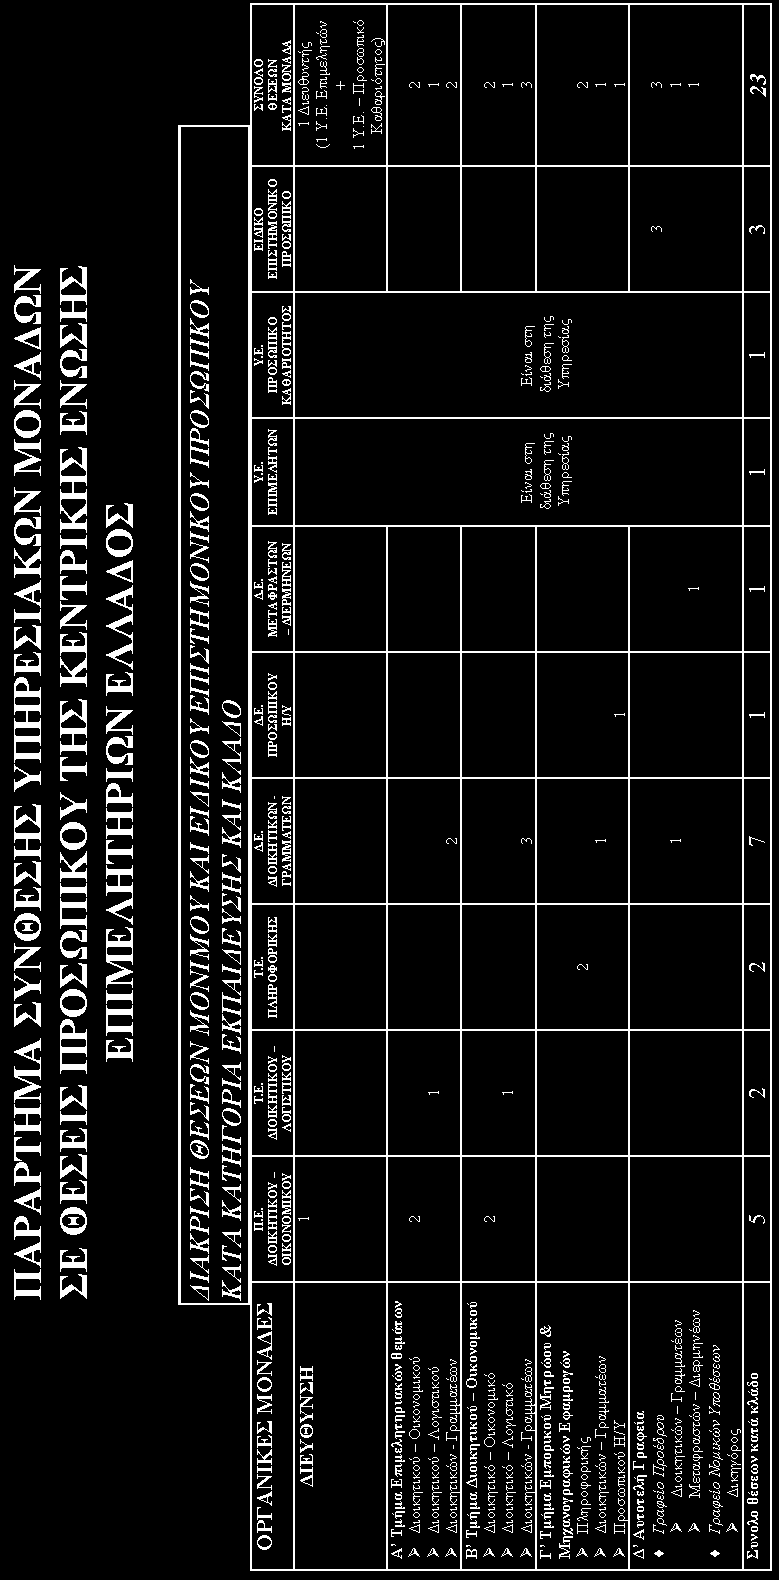 ΠΑΡΑΡΤΗΜΑ ΣΥΝΘΕΣΗΣ ΥΠΗΡΕΣΙΑΚΩΝ ΜΟΝΑΔΩΝ
ΣΕ ΘΕΣΕΙΣ ΠΡΟΣΩΠΙΚΟΥ ΤΗΣ ΚΕΝΤΡΙΚΗΣ ΕΝΩΣΗΣ
ΕΠΙΜΕΛΗΤΗΡΙΩΝ ΕΛΛΑΔΟΣ
ΔΙΑΚΡΙΣΗ ΘΕΣΕΩΝ ΜΟΝΙΜΟΥ ΚΑΙ ΕΙΔΙΚΟΥ ΕΠΙΣΤΗΜΟΝΙΚΟΥ ΠΡΟΣΩΠΙΚΟΥ
ΚΑΤΑ ΚΑΤΗΓΟΡΙΑ ΕΚΠΑΙΔΕΥΣΗΣ ΚΑΙ ΚΛΑΔΟ
ΟΡΓΑΝΙΚΕΣ ΜΟΝΑΔΕΣ
Π.Ε.
ΔΙΟΙΚΗΤΙΚΟΥ –
ΟΙΚΟΝΟΜΙΚΟΥ
Τ.Ε.
ΔΙΟΙΚΗΤΙΚΟΥ –
ΛΟΓΙΣΤΙΚΟΥ
Τ.Ε.
ΠΛΗΡΟΦΟΡΙΚΗΣ
Δ.Ε.
ΔΙΟΙΚΗΤΙΚΩΝ -
ΓΡΑΜΜΑΤΕΩΝ
Δ.Ε.
ΠΡΟΣΩΠΙΚΟΥ
Η/Υ
Δ.Ε.
ΜΕΤΑΦΡΑΣΤΩΝ
– ΔΙΕΡΜΗΝΕΩΝ
Υ.Ε.
ΕΠΙΜΕΛΗΤΩΝ
Υ.Ε.
ΠΡΟΣΩΠΙΚΟ
ΚΑΘΑΡΙΟΤΗΤΟΣ
ΕΙΔΙΚΟ
ΕΠΙΣΤΗΜΟΝΙΚΟ
ΠΡΟΣΩΠΙΚΟ
ΣΥΝΟΛΟ
ΘΕΣΕΩΝ
ΚΑΤΑ ΜΟΝΑΔΑ
ΔΙΕΥΘΥΝΣΗ 1 1 Διευθυντής
(1 Υ.Ε. Επιμελητών
+
1 Υ.Ε. – Προσωπικό
Καθαριότητος)
Α' Τμήμα Επιμελητηριακών θεμάτων
➤ Διοικητικού – Οικονομικού 2 2
➤ Διοικητικού – Λογιστικού 1 1
➤ Διοικητικών - Γραμματέων 2 2
Β' Τμήμα Διοικητικού – Οικονομικού
➤ Διοικητικό – Οικονομικό 2 2
➤ Διοικητικό – Λογιστικό 1 1
➤ Διοικητικών - Γραμματέων 3 3
Είναι στη
διάθεση της
Υπηρεσίας
Είναι στη
διάθεση της
Υπηρεσίας
Γ' Τμήμα Εμπορικού Μητρώου &
Μηχανογραφικών Εφαρμογών
➤ Πληροφορικής 2 2
➤ Διοικητικών – Γραμματέων 1 1
➤ Προσωπικού Η/Υ 1 1
Δ' Αυτοτελή Γραφεία
♦ Γραφείο Προέδρου 3 3
➤ Διοικητικών – Γραμματέων 1 1
➤ Μεταφραστών – Διερμηνέων 1 1
♦ Γραφείο Νομικών Υποθέσεων
➤ Δικηγόρος
Συνολο θέσεων κατά κλάδο 5 2 2 7 1 1 1 1 3 23